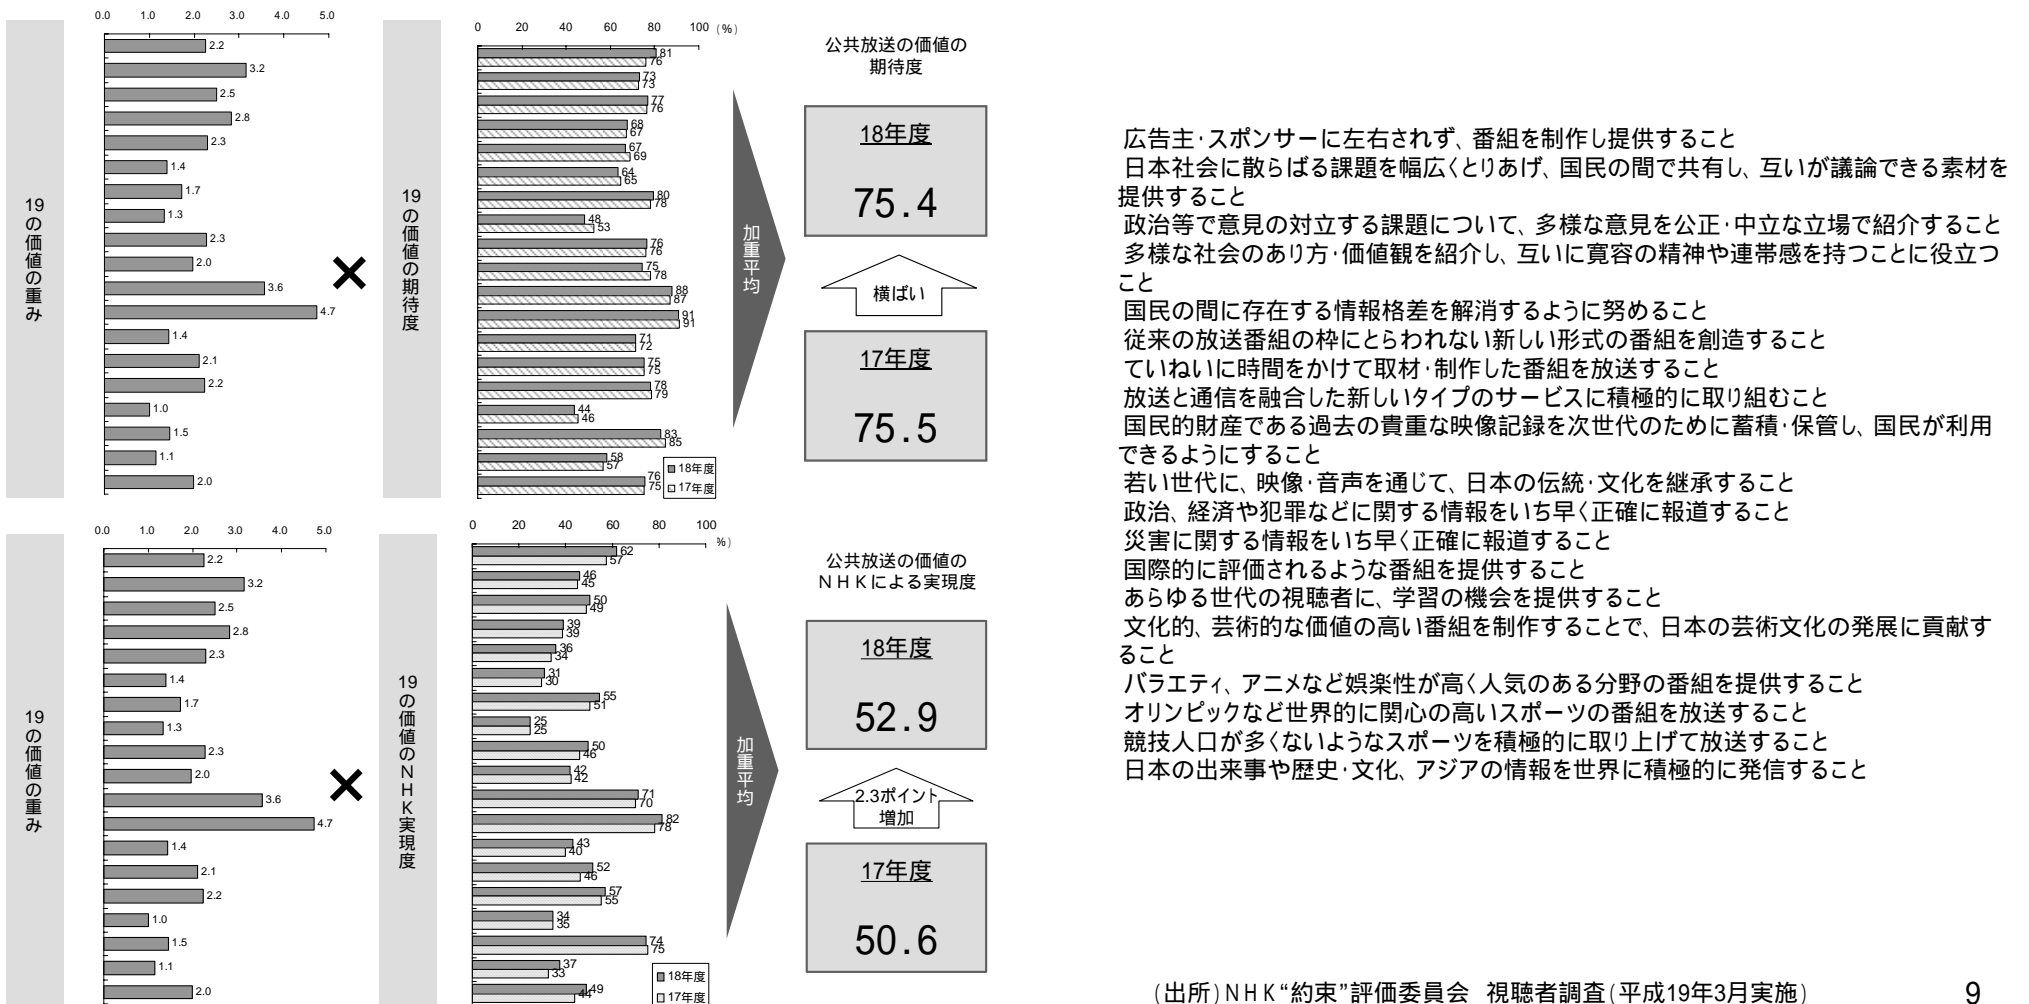 0.0 1.0 2.0 3.0 4.0 5.0
19の価値の重み
2.2
3.2
2.5
2.8
2.3
1.4
1.7
1.3
2.3
2.0
3.6
4.7
1.4
2.1
2.2
1.0
1.5
1.1
2.0
×
19の価値の期待度
0 20 40 60 80 100 (%)
81
76
73
73
77
76
68
67
67
69
64
65
80
78
48
53
76
76
75
78
88
87
91
91
71
72
75
75
78
79
44
46
83
85
58
57
76
75
18年度
17年度
加重平均
公共放送の価値の
期待度
18年度
75.4
横ばい
17年度
75.5
0.0 1.0 2.0 3.0 4.0 5.0
19の価値の重み
2.2
3.2
2.5
2.8
2.3
1.4
1.7
1.3
2.3
2.0
3.6
4.7
1.4
2.1
2.2
1.0
1.5
1.1
2.0
×
19の価値のNHK実現度
0 20 40 60 80 100
%)
62
57
46
45
50
49
39
39
36
34
31
30
55
51
25
25
50
46
42
42
71
70
82
78
43
40
52
46
57
55
34
35
74
75
37
33
49
44
18年度
17年度
加重平均
公共放送の価値の
NHKによる実現度
18年度
52.9
2.3ポイント
増加
17年度
50.6
広告主・スポンサーに左右されず、番組を制作し提供すること
日本社会に散らばる課題を幅広くとりあげ、国民の間で共有し、互いが議論できる素材を
提供すること
政治等で意見の対立する課題について、多様な意見を公正・中立な立場で紹介すること
多様な社会のあり方・価値観を紹介し、互いに寛容の精神や連帯感を持つことに役立つ
こと
国民の間に存在する情報格差を解消するように努めること
従来の放送番組の枠にとらわれない新しい形式の番組を創造すること
ていねいに時間をかけて取材・制作した番組を放送すること
放送と通信を融合した新しいタイプのサービスに積極的に取り組むこと
国民的財産である過去の貴重な映像記録を次世代のために蓄積・保管し、国民が利用
できるようにすること
若い世代に、映像・音声を通じて、日本の伝統・文化を継承すること
政治、経済や犯罪などに関する情報をいち早く正確に報道すること
災害に関する情報をいち早く正確に報道すること
国際的に評価されるような番組を提供すること
あらゆる世代の視聴者に、学習の機会を提供すること
文化的、芸術的な価値の高い番組を制作することで、日本の芸術文化の発展に貢献す
ること
バラエティ、アニメなど娯楽性が高く人気のある分野の番組を提供すること
オリンピックなど世界的に関心の高いスポーツの番組を放送すること
競技人口が多くないようなスポーツを積極的に取り上げて放送すること
日本の出来事や歴史・文化、アジアの情報を世界に積極的に発信すること
(出所)NHK“約束”評価委員会 視聴者調査(平成19年3月実施)
9